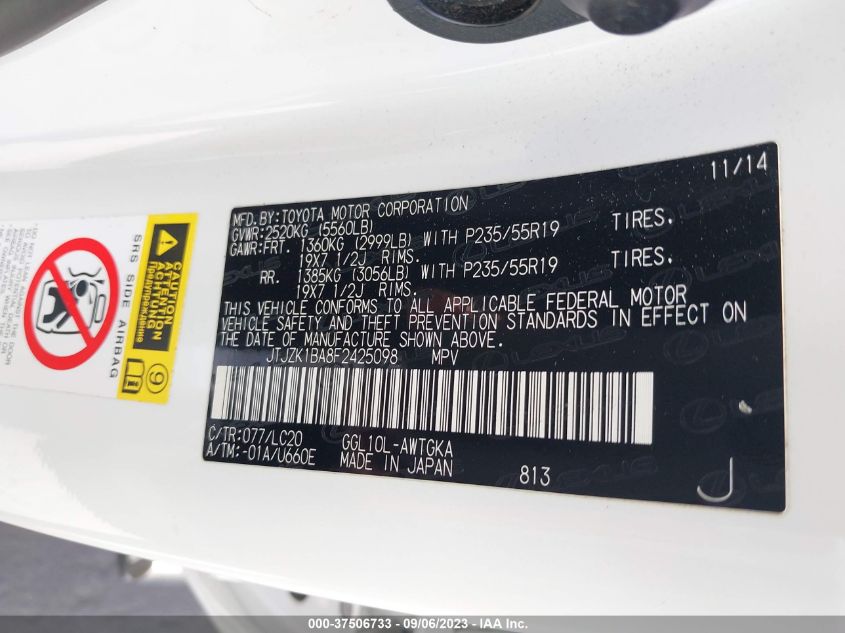 11/14
MFD.BY:TOYOTA MOTOR CORPORATION
GVWR:2520KG (5560LB)
GAWR:FRT. 1360KG (2999LB) WITH P235/55R19 TIRES.
19X7 1/2J RIMS.
RR. 1385KG (3056LB) WITH P235/55R19 TIRES.
19X7 1/2J RIMS.
THIS VEHICLE CONFORMS TO ALL APPLICABLE FEDERAL MOTOR
VEHICLE SAFETY AND THEFT PREVENTION STANDARDS IN EFFECT ON
THE DATE OF MANUFACTURE SHOWN ABOVE.
JTJZK1BA8F2425098 MPV
C/TR:077/LC20 GGL10L-AWTGKA
A/TM:-01A/U660E MADE IN JAPAN
813
J
CAUTION
ACHTUNG
ATTENTION
Предупреждение
9
SRS SIDE AIRBAG
000-37506733 - 09/06/2023 - IAA Inc.